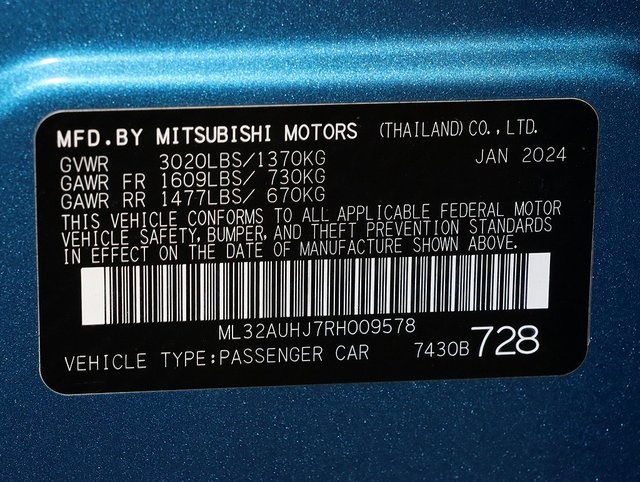 MFD.BY MITSUBISHI MOTORS (THAILAND)CO.,LTD.
GVWR 3020LBS/1370KG JAN 2024
GAWR FR 1609LBS/ 730KG
GAWR RR 1477LBS/ 670KG
THIS VEHICLE CONFORMS TO ALL APPLICABLE FEDERAL MOTOR
VEHICLE SAFETY, BUMPER, AND THEFT PREVENTION STANDARDS
IN EFFECT ON THE DATE OF MANUFACTURE SHOWN ABOVE.
ML32AUHJ7RH009578
VEHICLE TYPE:PASSENGER CAR 7430B 728